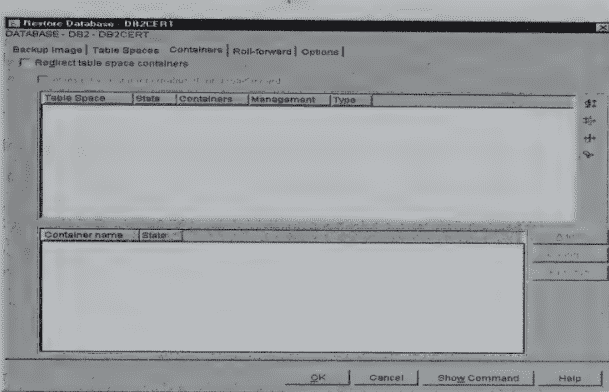 Restore Database - DB2CERT
DATABASE - DB2 - DB2CERT
Backup Image Table Spaces Containers Roll-forward Options
Redirect table space containers
Table Space State Containers Management Type
Container name State
OK Cancel Show Command Help